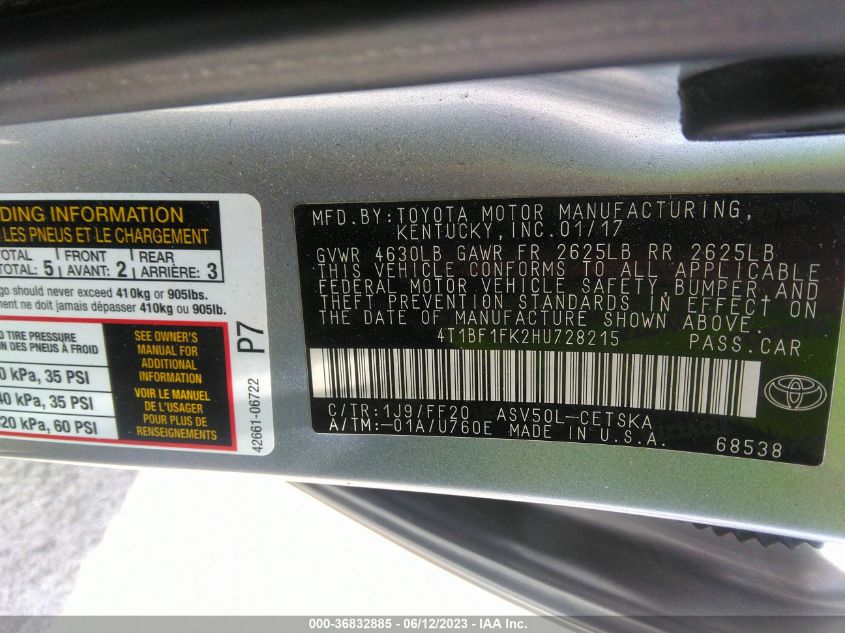 DING INFORMATION
LES PNEUS ET LE CHARGEMENT
TOTAL FRONT REAR
TOTAL: 5 AVANT: 2 ARRIÈRE: 3
go should never exceed 410kg or 905lbs.
ment ne doit jamais dépasser 410kg ou 905lb.
TIRE PRESSURE
N DES PNEUS À FROID
0 kPa, 35 PSI
40 kPa, 35 PSI
20 kPa, 60 PSI
SEE OWNER'S
MANUAL FOR
ADDITIONAL
INFORMATION
VOIR LE MANUEL
DE L'USAGER
POUR PLUS DE
RENSEIGNEMENTS
P7
42661-06722
MFD.BY:TOYOTA MOTOR MANUFACTURING,
KENTUCKY,INC.01/17
GVWR 4630LB GAWR FR 2625LB RR 2625LB
THIS VEHICLE CONFORMS TO ALL APPLICABLE
FEDERAL MOTOR VEHICLE SAFETY,BUMPER,AND
THEFT PREVENTION STANDARDS IN EFFECT ON
THE DATE OF MANUFACTURE SHOWN ABOVE.
4T1BF1FK2HU728215 PASS.CAR
C/TR:1J9/FF20 ASV50L-CETSKA
A/TM:-01A/U760E MADE IN U.S.A.
68538
000-36832885 - 06/12/2023 - IAA Inc.